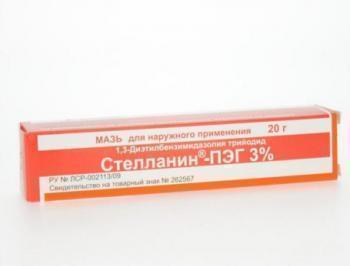 МАЗЬ для наружного применения 20 г
1,3-Диэтилбензимидазолия трийодид
Стелланин®-ПЭГ 3%
РУ № ЛСР-002113/09
Свидетельство на товарный знак № 262567